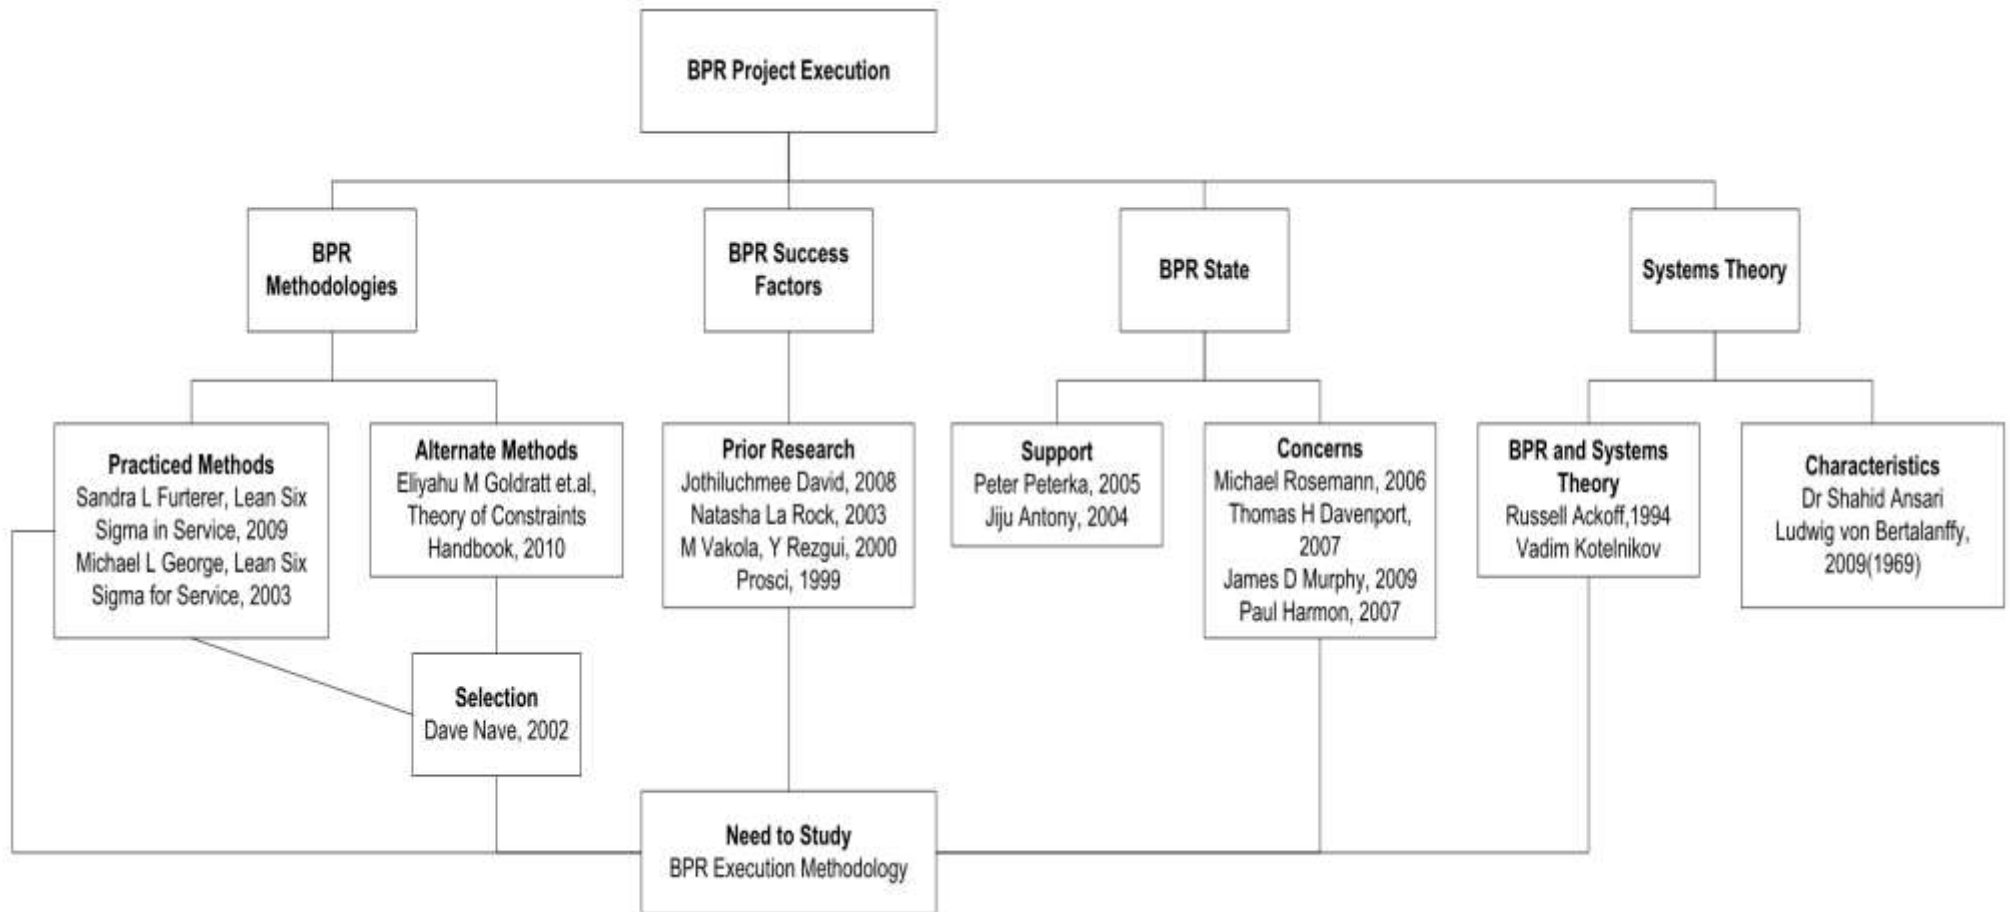 BPR Project Execution
BPR
Methodologies
BPR Success
Factors
BPR State
Systems Theory
Practiced Methods
Sandra L Furterer, Lean Six
Sigma in Service, 2009
Michael L George, Lean Six
Sigma for Service, 2003
Alternate Methods
Eliyahu M Goldratt et.al,
Theory of Constraints
Handbook, 2010
Prior Research
Jothiluchmee David, 2008
Natasha La Rock, 2003
M Vakola, Y Rezgui, 2000
Prosci, 1999
Support
Peter Peterka, 2005
Jiju Antony, 2004
Concerns
Michael Rosemann, 2006
Thomas H Davenport,
2007
James D Murphy, 2009
Paul Harmon, 2007
BPR and Systems
Theory
Russell Ackoff,1994
Vadim Kotelnikov
Characteristics
Dr Shahid Ansari
Ludwig von Bertalanffy,
2009(1969)
Selection
Dave Nave, 2002
Need to Study
BPR Execution Methodology